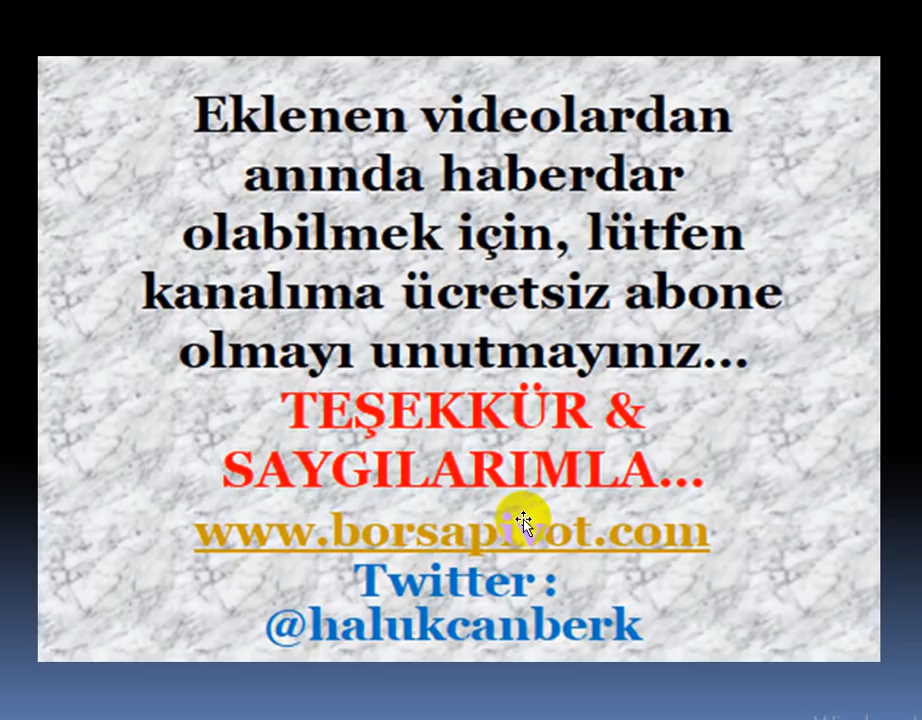 Eklenen videolardan
anında haberdar
olabilmek için, lütfen
kanalıma ücretsiz abone
olmayı unutmayınız...
TEŞEKKÜR &
SAYGILARIMLA...
www.borsapivot.com
Twitter :
@halukcanberk